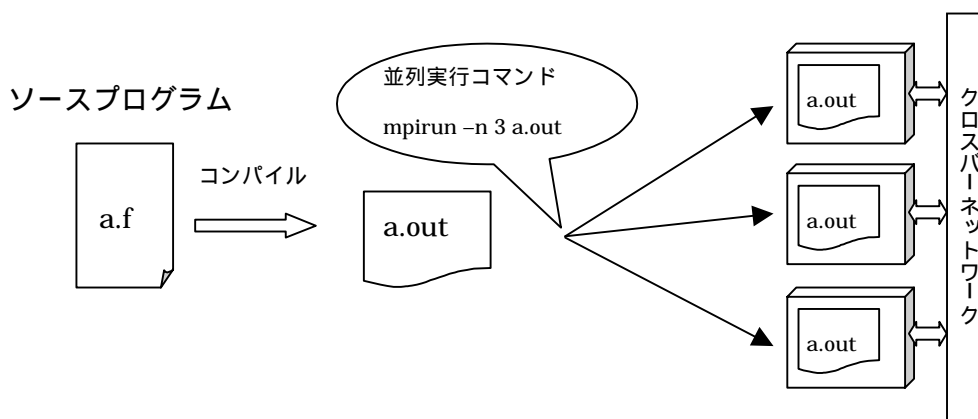 ソースプログラム
a.f
コンパイル
a.out
並列実行コマンド
mpirun –n 3 a.out
a.out
a.out
a.out
クロスバーネットワーク